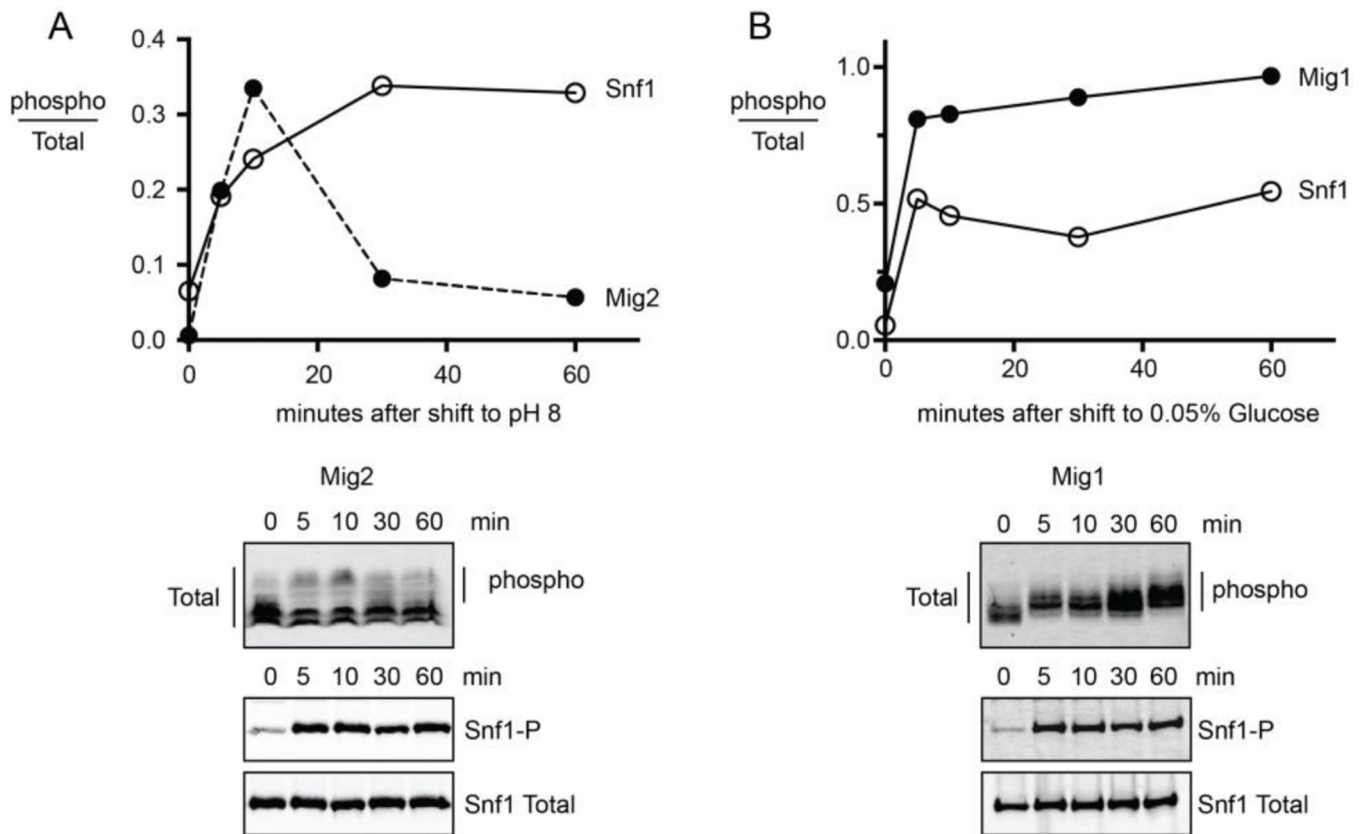 A
phospho
Total
0.4
0.3
0.2
0.1
0.0
0 20 40 60
Snf1
Mig2
minutes after shift to pH 8
Mig2
0 5 10 30 60 min
Total
phospho
0 5 10 30 60 min
Snf1-P
Snf1 Total
B
phospho
Total
1.0
0.5
0.0
0 20 40 60
Mig1
Snf1
minutes after shift to 0.05% Glucose
Mig1
0 5 10 30 60 min
Total
phospho
0 5 10 30 60 min
Snf1-P
Snf1 Total